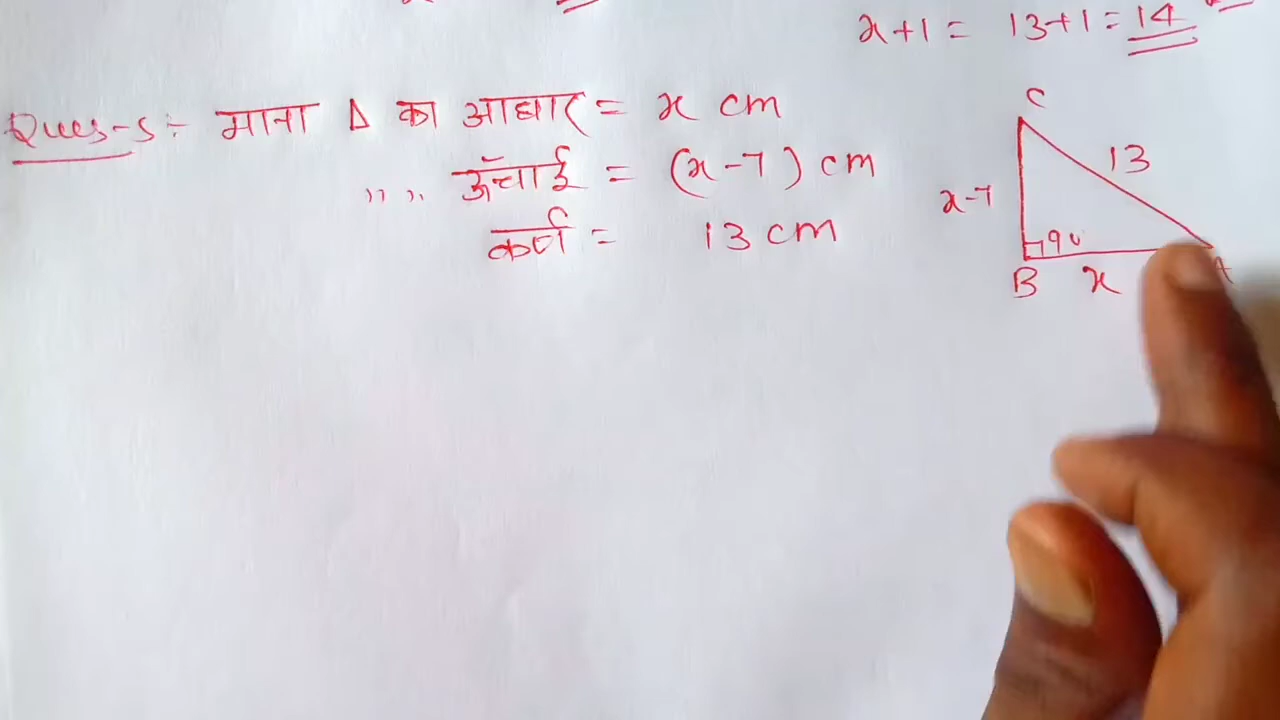 x+1 = 13+1 = 14
Ques-5:- माना Δ का आधार = x cm
,, ,, ऊँचाई = (x-7) cm
कर्ण = 13 cm
C
13
x-7
90
B
x
A